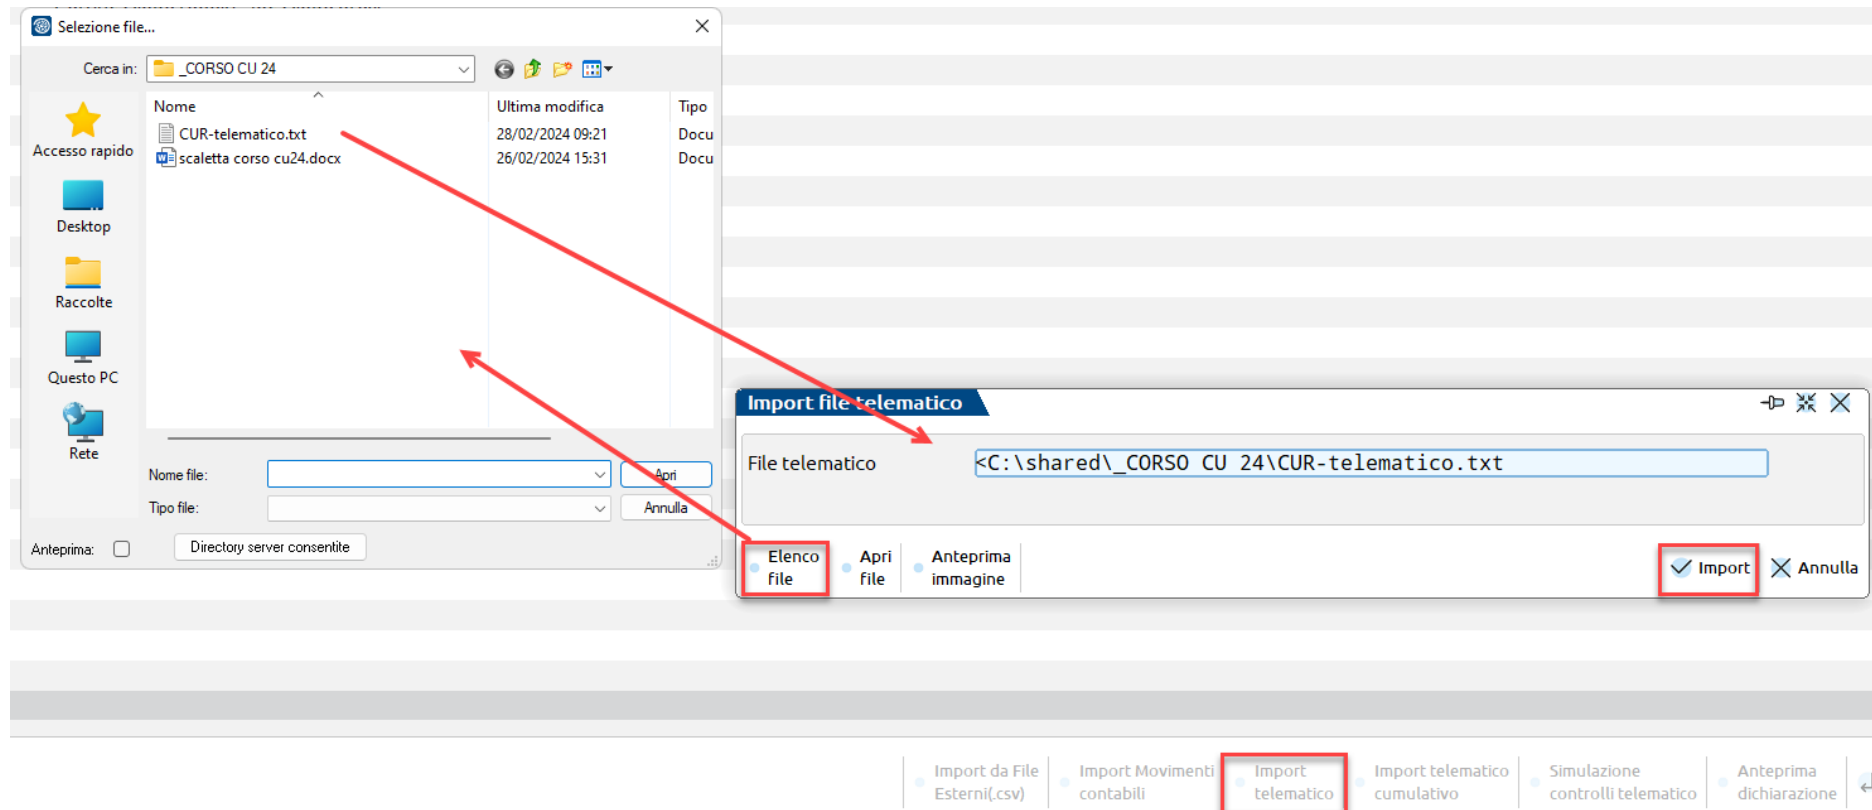 Selezione file...
Cerca in: _CORSO CU 24
Nome Ultima modifica Tipo
CUR-telematico.txt 28/02/2024 09:21 Docu
scaletta corso cu24.docx 26/02/2024 15:31 Docu
Accesso rapido
Desktop
Raccolte
Questo PC
Rete
Nome file: Apri
Tipo file: Annulla
Anteprima: Directory server consentite
Import file telematico
File telematico <C:\shared\_CORSO CU 24\CUR-telematico.txt
Elenco
file
Apri
file
Anteprima
immagine
Import
Annulla
Import da File
Esterni(.csv)
Import Movimenti
contabili
Import
telematico
Import telematico
cumulativo
Simulazione
controlli telematico
Anteprima
dichiarazione